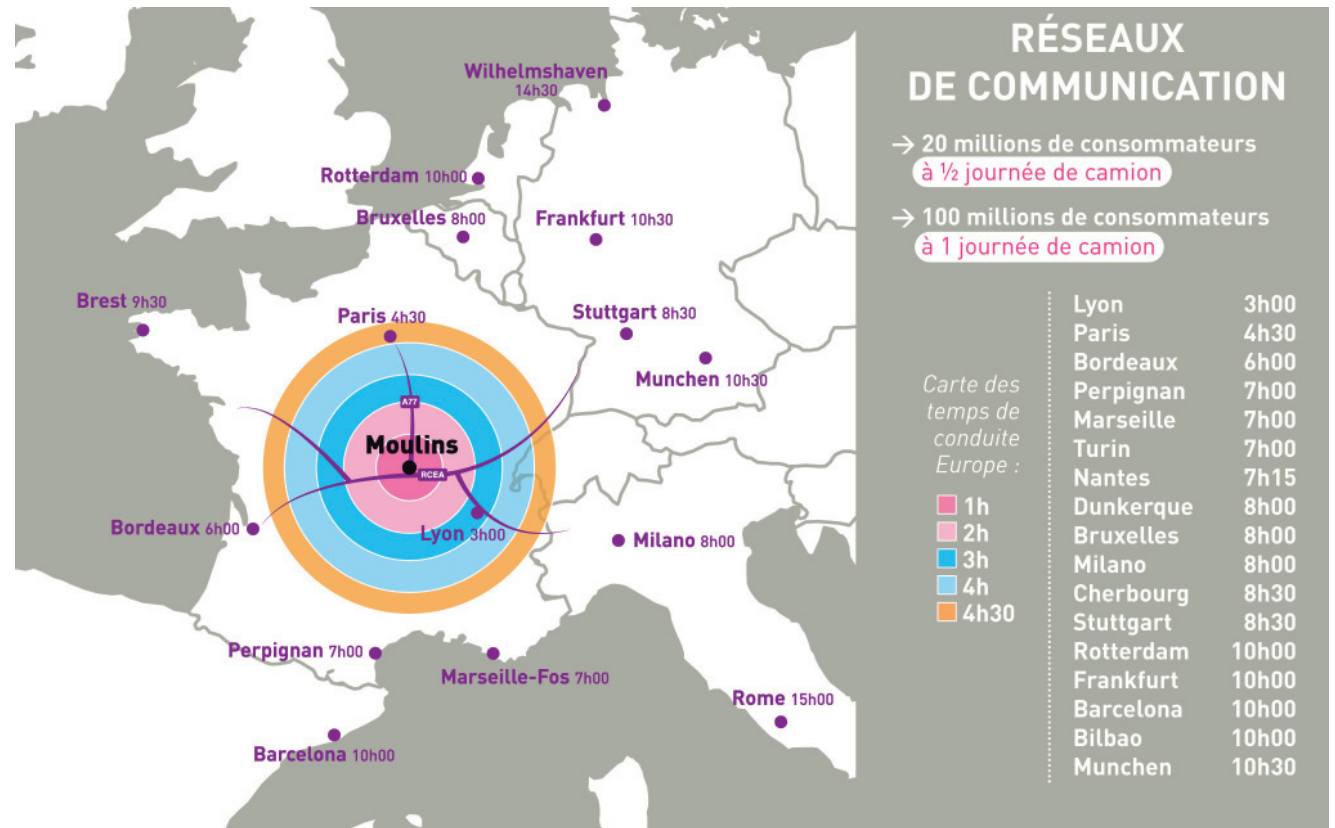 Wilhelmshaven
14h30
Rotterdam 10h00
Bruxelles 8h00
Frankfurt 10h30
Brest 9h30
Paris 4h30
Stuttgart 8h30
Munchen 10h30
A77
Moulins
RCEA
Bordeaux 6h00
Lyon 3h00
Milano 8h00
Perpignan 7h00
Marseille-Fos 7h00
Rome 15h00
Barcelona 10h00
RÉSEAUX
DE COMMUNICATION
→ 20 millions de consommateurs
à ½ journée de camion
→ 100 millions de consommateurs
à 1 journée de camion
Carte des
temps de
conduite
Europe :
1h
2h
3h
4h
4h30
Lyon 3h00
Paris 4h30
Bordeaux 6h00
Perpignan 7h00
Marseille 7h00
Turin 7h00
Nantes 7h15
Dunkerque 8h00
Bruxelles 8h00
Milano 8h00
Cherbourg 8h30
Stuttgart 8h30
Rotterdam 10h00
Frankfurt 10h00
Barcelona 10h00
Bilbao 10h00
Munchen 10h30